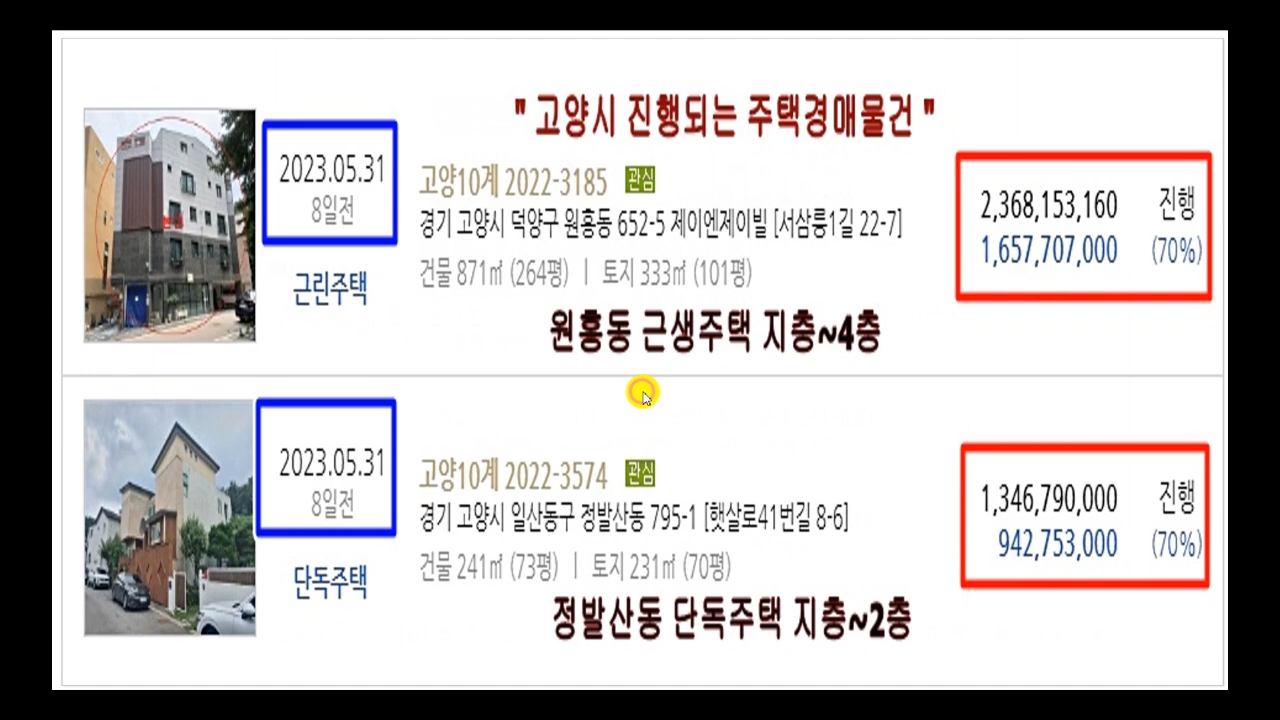 " 고양시 진행되는 주택경매물건 "
2023.05.31
8일전
근린주택
고양10계 2022-3185 관심
경기 고양시 덕양구 원흥동 652-5 제이엔제이빌 [서삼릉1길 22-7]
건물 871㎡ (264평) | 토지 333㎡ (101평)
2,368,153,160 진행
1,657,707,000 (70%)
원흥동 근생주택 지층~4층
2023.05.31
8일전
단독주택
고양10계 2022-3574 관심
경기 고양시 일산동구 정발산동 795-1 [햇살로41번길 8-6]
건물 241㎡ (73평) | 토지 231㎡ (70평)
1,346,790,000 진행
942,753,000 (70%)
정발산동 단독주택 지층~2층